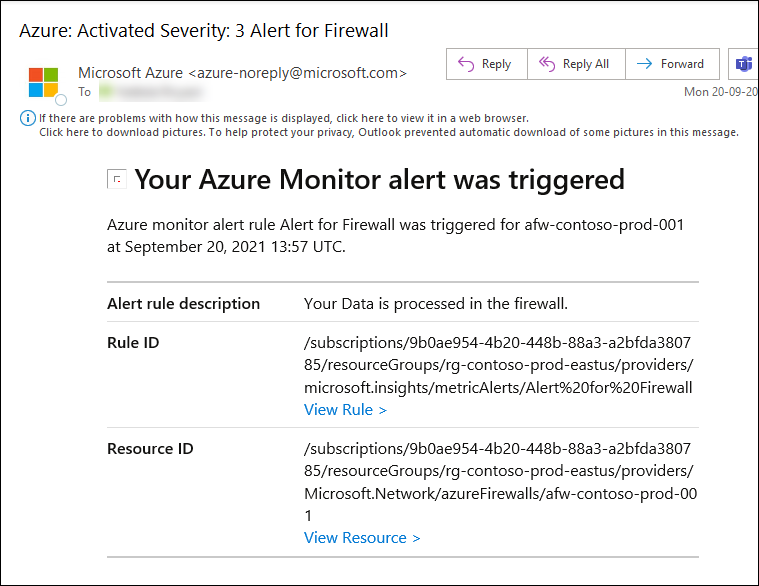 Azure: Activated Severity: 3 Alert for Firewall
Microsoft Azure <azure-noreply@microsoft.com>
Reply
Reply All
Forward
To
Mon 20-09-20
If there are problems with how this message is displayed, click here to view it in a web browser.
Click here to download pictures. To help protect your privacy, Outlook prevented automatic download of some pictures in this message.
Your Azure Monitor alert was triggered
Azure monitor alert rule Alert for Firewall was triggered for afw-contoso-prod-001
at September 20, 2021 13:57 UTC.
Alert rule description
Your Data is processed in the firewall.
Rule ID
/subscriptions/9b0ae954-4b20-448b-88a3-a2bfda3807
85/resourceGroups/rg-contoso-prod-eastus/providers/
microsoft.insights/metricAlerts/Alert%20for%20Firewall
View Rule >
Resource ID
/subscriptions/9b0ae954-4b20-448b-88a3-a2bfda3807
85/resourceGroups/rg-contoso-prod-eastus/providers/
Microsoft.Network/azureFirewalls/afw-contoso-prod-00
1
View Resource >